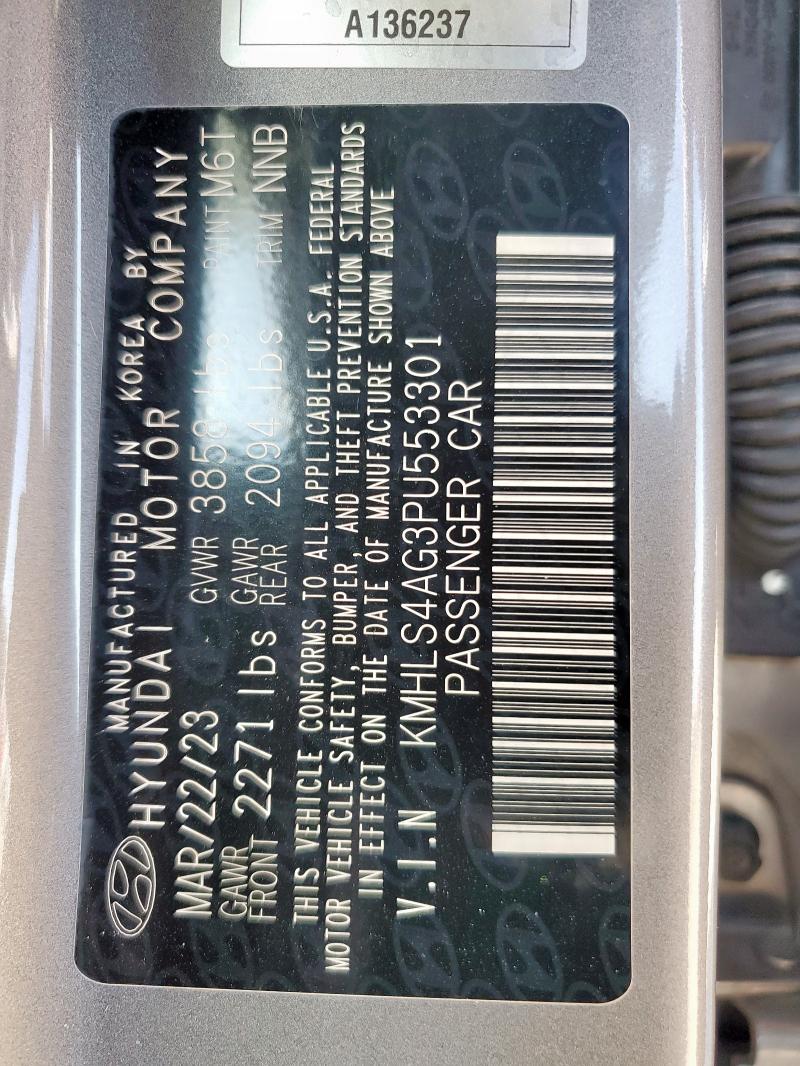 A136237
MANUFACTURED IN KOREA BY
HYUNDAI MOTOR COMPANY
MAR/22/23 GVWR 3858 lbs PAINT M6T
GAWR FRONT 2271 lbs GAWR REAR 2094 lbs TRIM NNB
THIS VEHICLE CONFORMS TO ALL APPLICABLE U.S.A. FEDERAL
MOTOR VEHICLE SAFETY, BUMPER, AND THEFT PREVENTION STANDARDS
IN EFFECT ON THE DATE OF MANUFACTURE SHOWN ABOVE
V.I.N KMHLS4AG3PU553301
PASSENGER CAR